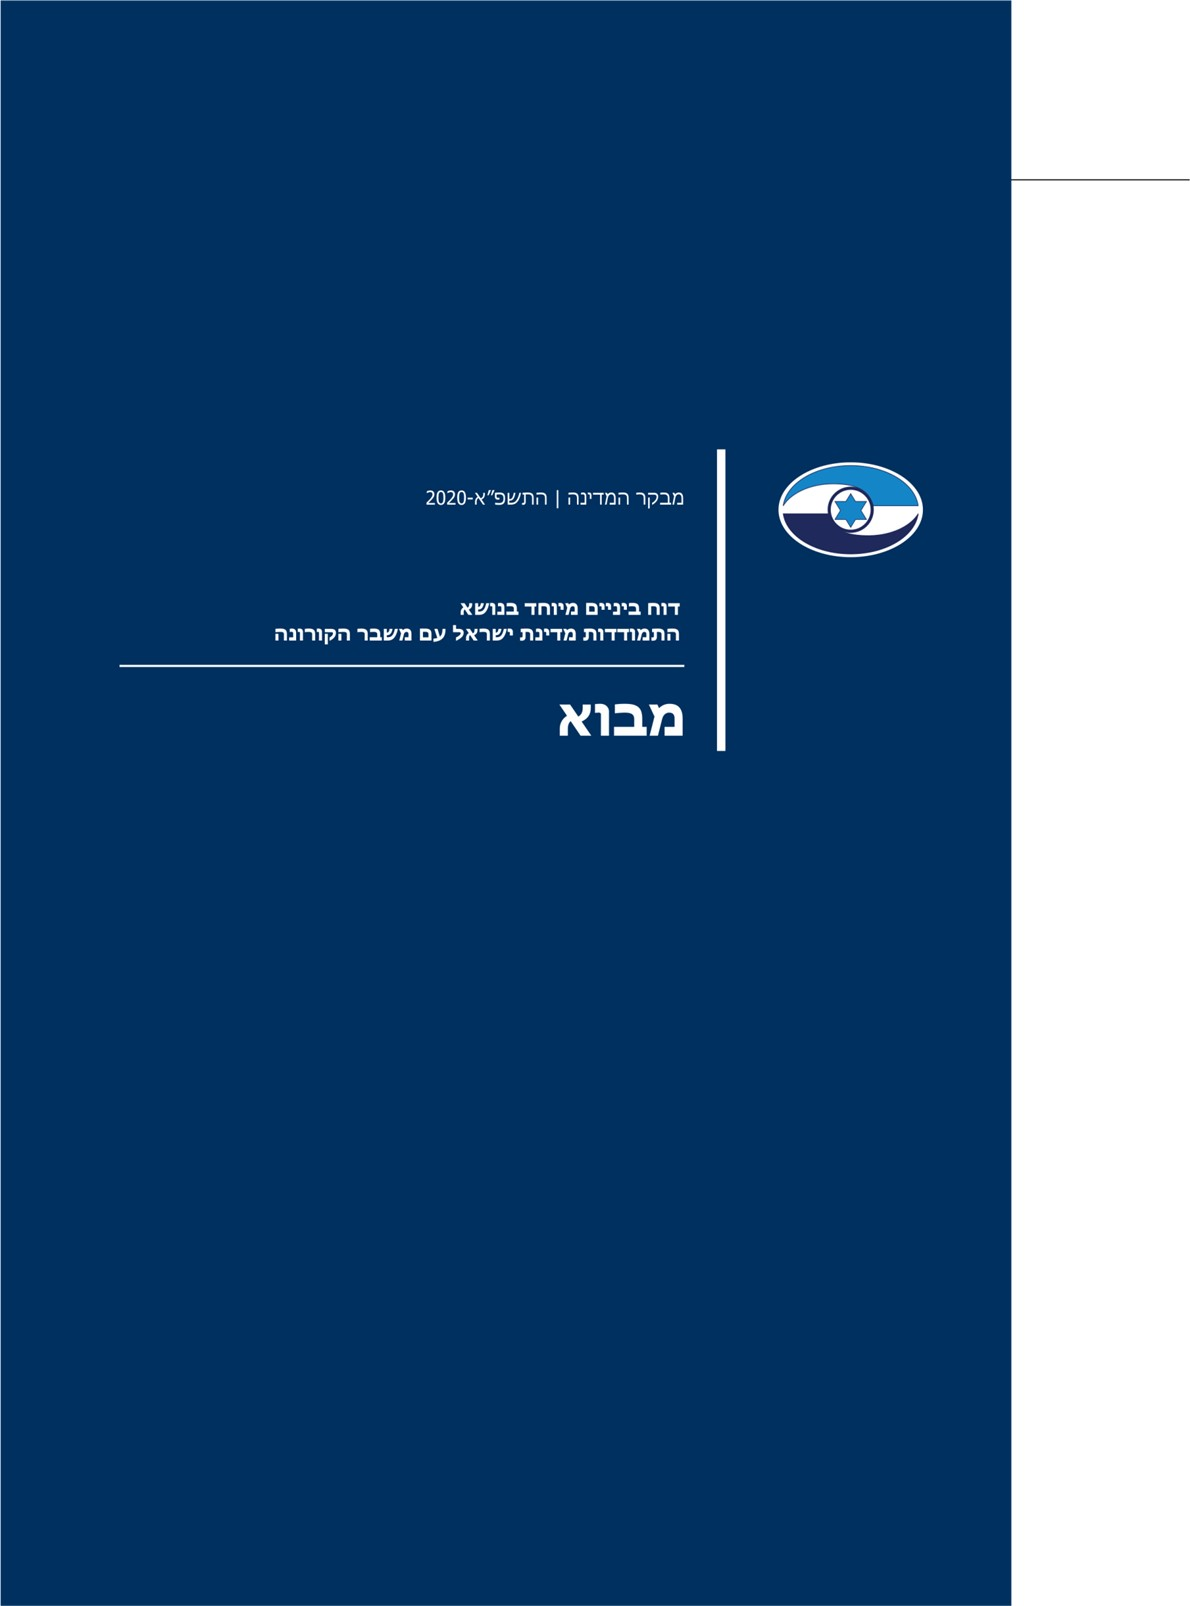 מבקר המדינה | התשפ"א-2020
דוח ביניים מיוחד בנושא
התמודדות מדינת ישראל עם משבר הקורונה
מבוא